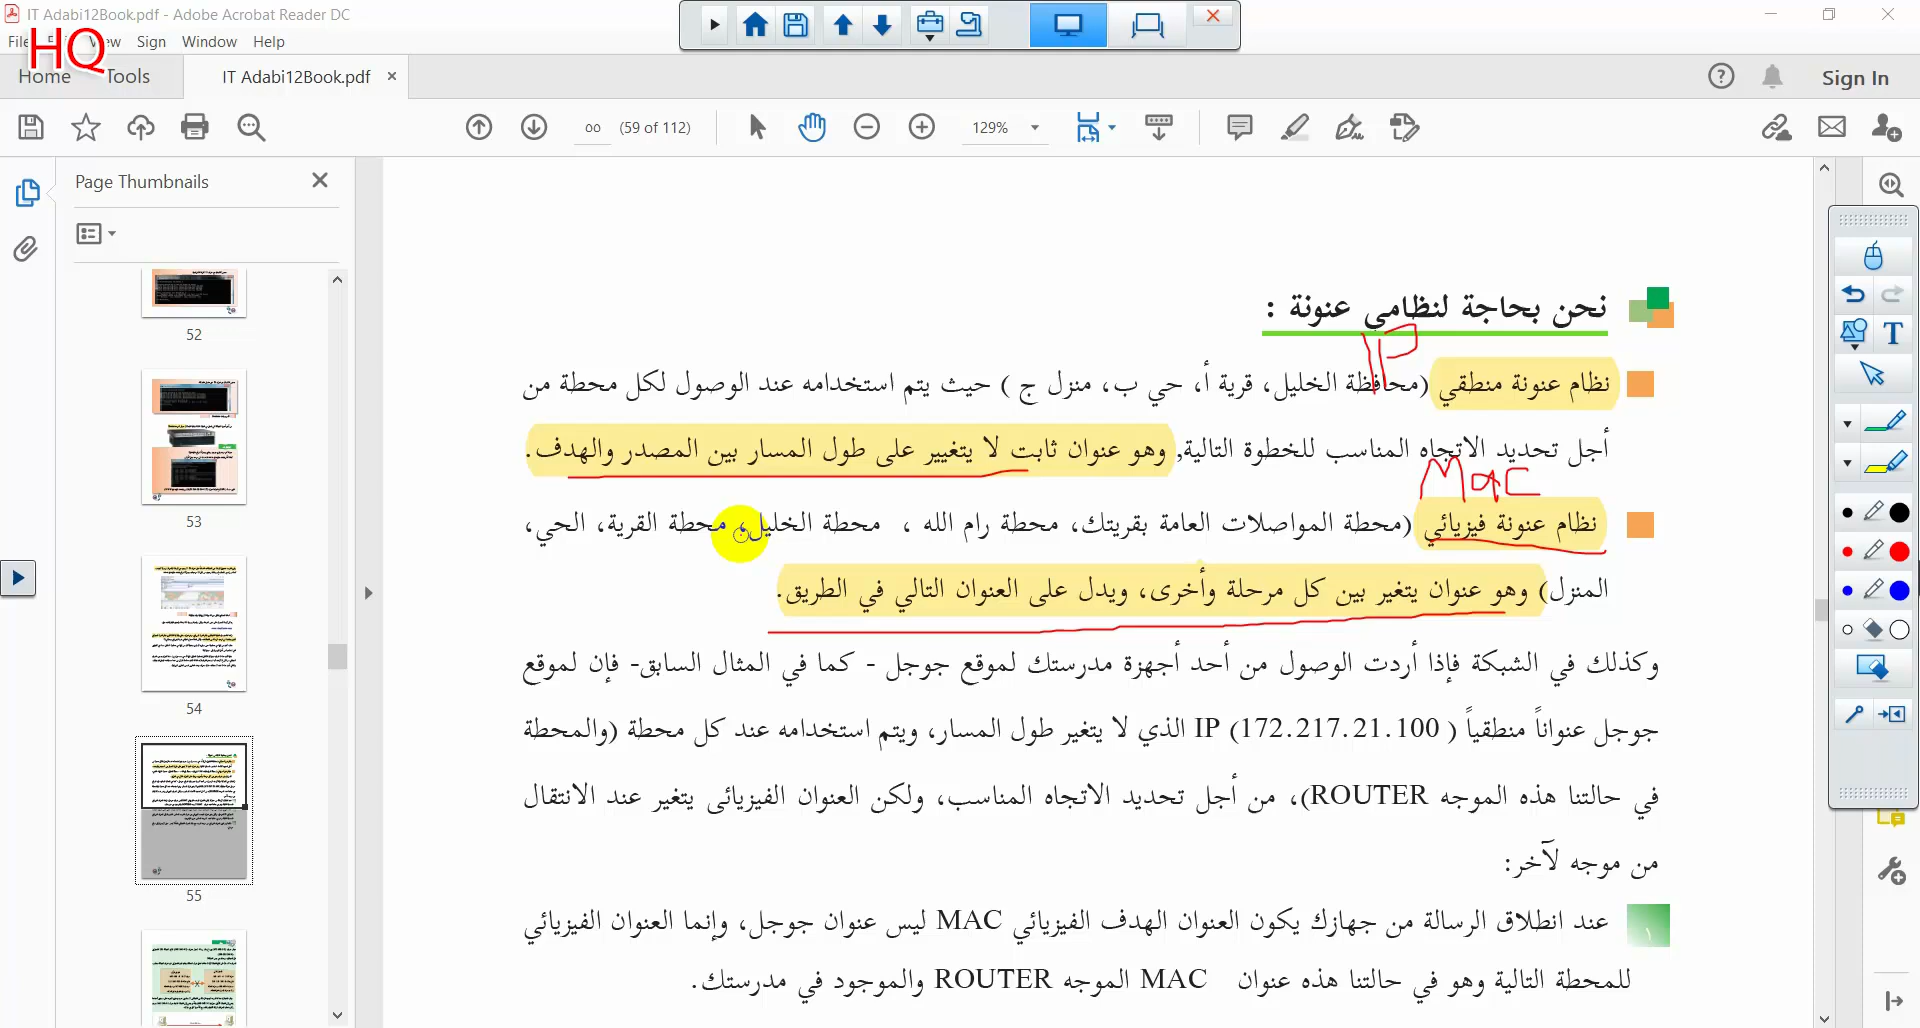 IT Adabi12Book.pdf - Adobe Acrobat Reader DC
HQ
File View Sign Window Help
Home Tools IT Adabi12Book.pdf × Sign In
٥٥ (59 of 112) 129%
Page Thumbnails
52
53
54
55
نحن بحاجة لنظامي عنونة :
IP
نظام عنونة منطقي (محافظة الخليل، قرية أ، حي ب، منزل ج ) حيث يتم استخدامه عند الوصول لكل محطة من
أجل تحديد الاتجاه المناسب للخطوة التالية, وهو عنوان ثابت لا يتغيير على طول المسار بين المصدر والهدف.
MaC
نظام عنونة فيزيائي (محطة المواصلات العامة بقريتك، محطة رام الله ، محطة الخليل، محطة القرية، الحي،
المنزل) وهو عنوان يتغير بين كل مرحلة وأخرى، ويدل على العنوان التالي في الطريق.
وكذلك في الشبكة فإذا أردت الوصول من أحد أجهزة مدرستك لموقع جوجل - كما في المثال السابق- فإن لموقع
جوجل عنواناً منطقياً IP (172.217.21.100 ) الذي لا يتغير طول المسار، ويتم استخدامه عند كل محطة (والمحطة
في حالتنا هذه الموجه ROUTER)، من أجل تحديد الاتجاه المناسب، ولكن العنوان الفيزيائى يتغير عند الانتقال
من موجه لآخر:
١ عند انطلاق الرسالة من جهازك يكون العنوان الهدف الفيزيائي MAC ليس عنوان جوجل، وإنما العنوان الفيزيائي
للمحطة التالية وهو في حالتنا هذه عنوان MAC الموجه ROUTER والموجود في مدرستك.